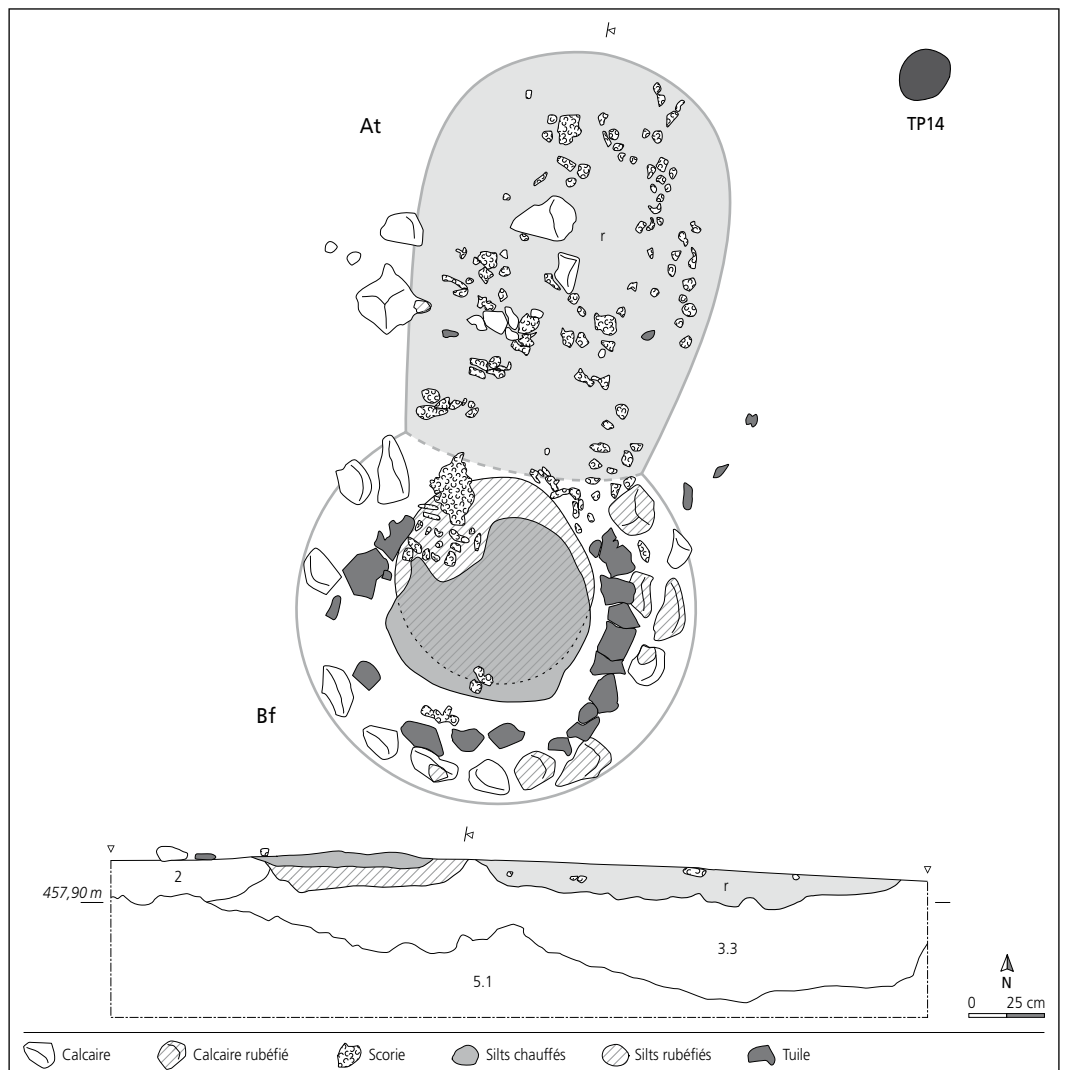 At
TP14
r
Bf
2
457,90 m
r
3.3
5.1
N
0 25 cm
Calcaire Calcaire rubéfié Scorie Silts chauffés Silts rubéfiés Tuile